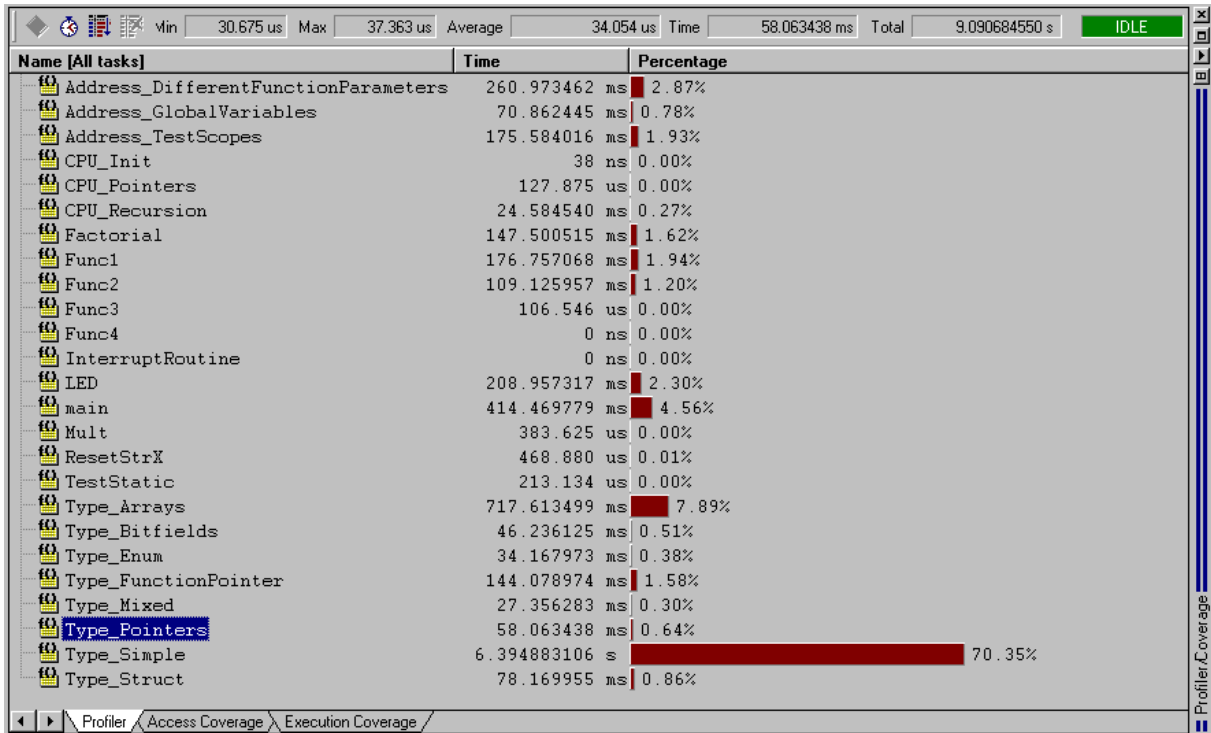 Min 30.675 us Max 37.363 us Average 34.054 us Time 58.063438 ms Total 9.090684550 s IDLE
Name [All tasks] Time Percentage
Address_DifferentFunctionParameters 260.973462 ms 2.87%
Address_GlobalVariables 70.862445 ms 0.78%
Address_TestScopes 175.584016 ms 1.93%
CPU_Init 38 ns 0.00%
CPU_Pointers 127.875 us 0.00%
CPU_Recursion 24.584540 ms 0.27%
Factorial 147.500515 ms 1.62%
Func1 176.757068 ms 1.94%
Func2 109.125957 ms 1.20%
Func3 106.546 us 0.00%
Func4 0 ns 0.00%
InterruptRoutine 0 ns 0.00%
LED 208.957317 ms 2.30%
main 414.469779 ms 4.56%
Mult 383.625 us 0.00%
ResetStrX 468.880 us 0.01%
TestStatic 213.134 us 0.00%
Type_Arrays 717.613499 ms 7.89%
Type_Bitfields 46.236125 ms 0.51%
Type_Enum 34.167973 ms 0.38%
Type_FunctionPointer 144.078974 ms 1.58%
Type_Mixed 27.356283 ms 0.30%
Type_Pointers 58.063438 ms 0.64%
Type_Simple 6.394883106 s 70.35%
Type_Struct 78.169955 ms 0.86%
Profiler Access Coverage Execution Coverage
Profiler/Coverage